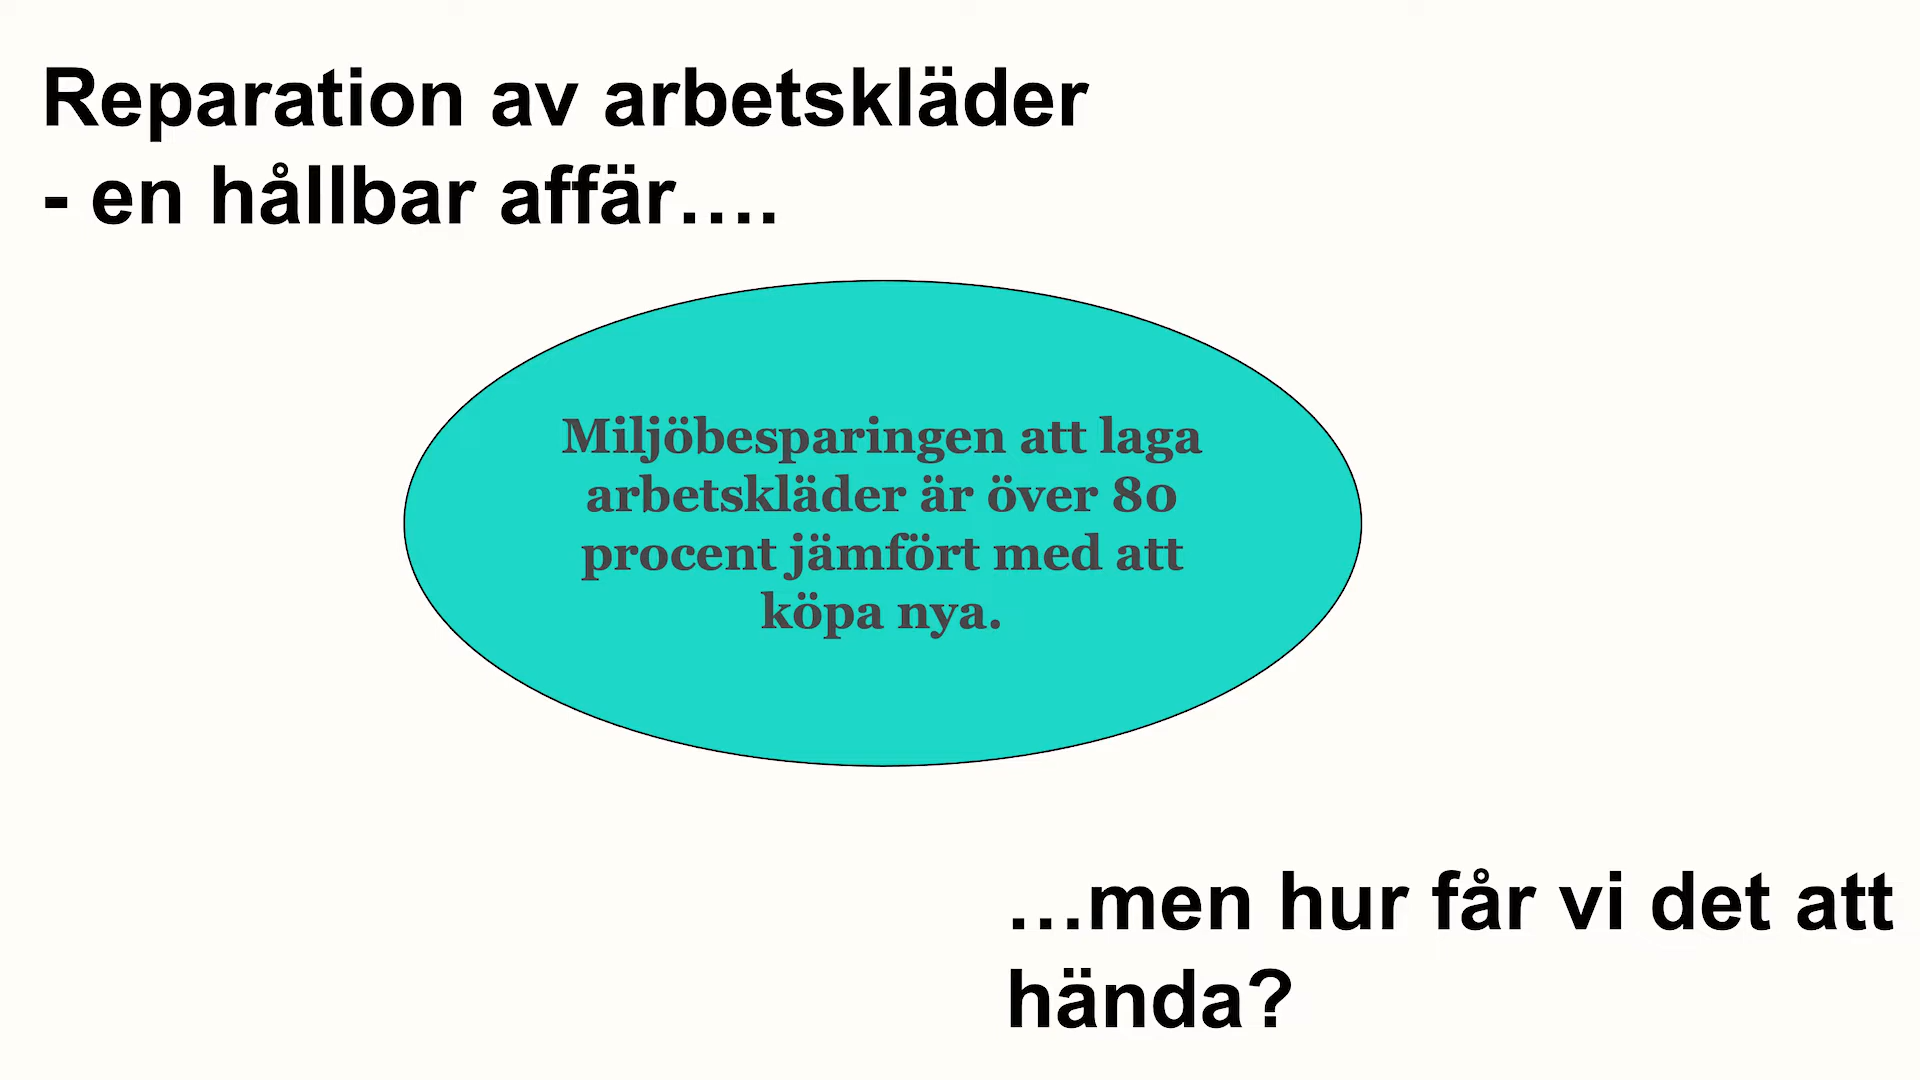 Reparation av arbetskläder
- en hållbar affär….
Miljöbesparingen att laga
arbetskläder är över 80
procent jämfört med att
köpa nya.
…men hur får vi det att
hända?